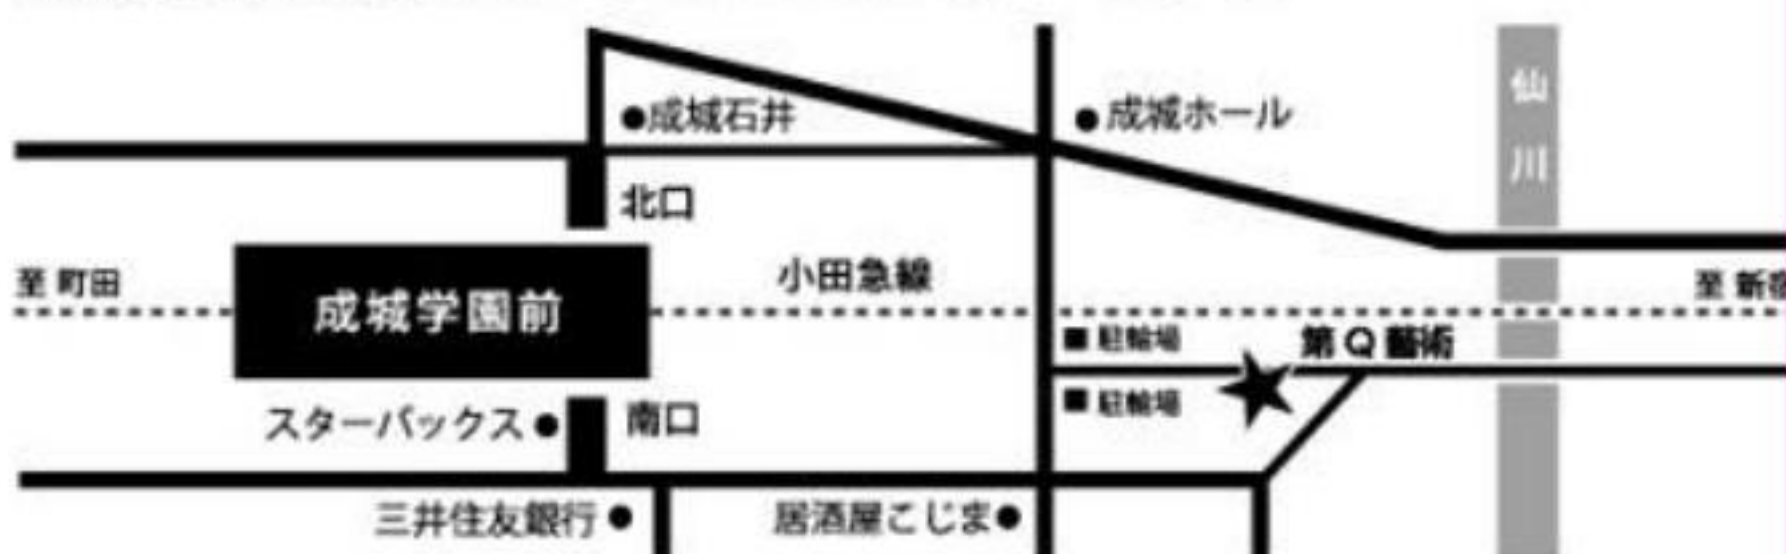 成城石井
成城ホール
仙川
北口
至 町田
小田急線
至 新宿
成城学園前
駐輪場
第Q藝術
駐輪場
スターバックス
南口
三井住友銀行
居酒屋こじま